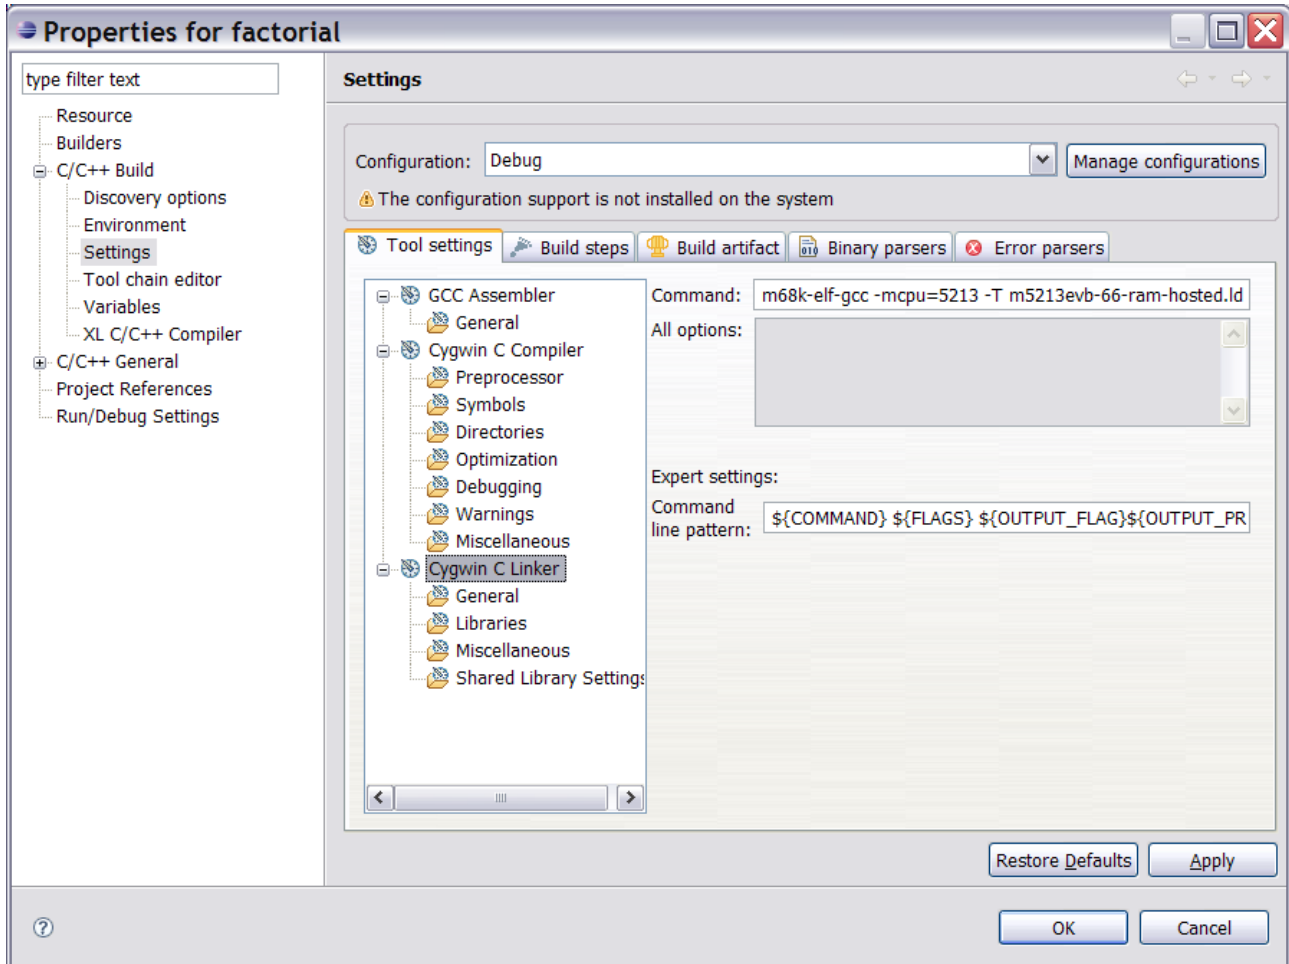 Properties for factorial
type filter text
Resource
Builders
C/C++ Build
Discovery options
Environment
Settings
Tool chain editor
Variables
XL C/C++ Compiler
C/C++ General
Project References
Run/Debug Settings
Settings
Configuration: Debug Manage configurations
The configuration support is not installed on the system
Tool settings Build steps Build artifact Binary parsers Error parsers
GCC Assembler
General
Cygwin C Compiler
Preprocessor
Symbols
Directories
Optimization
Debugging
Warnings
Miscellaneous
Cygwin C Linker
General
Libraries
Miscellaneous
Shared Library Settings
Command: m68k-elf-gcc -mcpu=5213 -T m5213evb-66-ram-hosted.ld
All options:
Expert settings:
Command
line pattern: ${COMMAND} ${FLAGS} ${OUTPUT_FLAG}${OUTPUT_PR
Restore Defaults Apply
OK Cancel